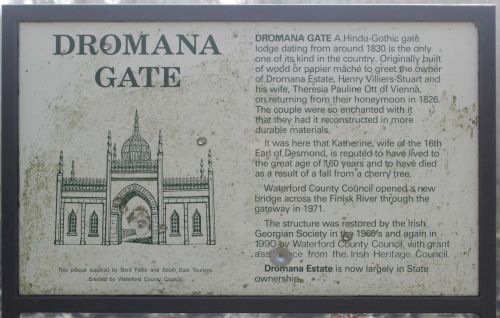 DROMANA
GATE
This plaque supplied by Bord Fáilte and South East Tourism.
Erected by Waterford County Council.
DROMANA GATE A Hindu-Gothic gate
lodge dating from around 1830 is the only
one of its kind in the country. Originally built
of wood or papier mâché to greet the owner
of Dromana Estate, Henry Villiers-Stuart and
his wife, Theresia Pauline Ott of Vienna,
on returning from their honeymoon in 1826.
The couple were so enchanted with it
that they had it reconstructed in more
durable materials.
It was here that Katherine, wife of the 16th
Earl of Desmond, is reputed to have lived to
the great age of 160 years and to have died
as a result of a fall from a cherry tree.
Waterford County Council opened a new
bridge across the Finisk River through the
gateway in 1971.
The structure was restored by the Irish
Georgian Society in the 1960's and again in
1990 by Waterford County Council, with grant
from the Irish Heritage Council.
Dromana Estate is now largely in State
ownership.